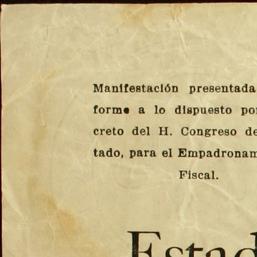 Manifestación presentada
forme a lo dispuesto por
creto del H. Congreso de
tado, para el Empadronam
Fiscal.
Estad